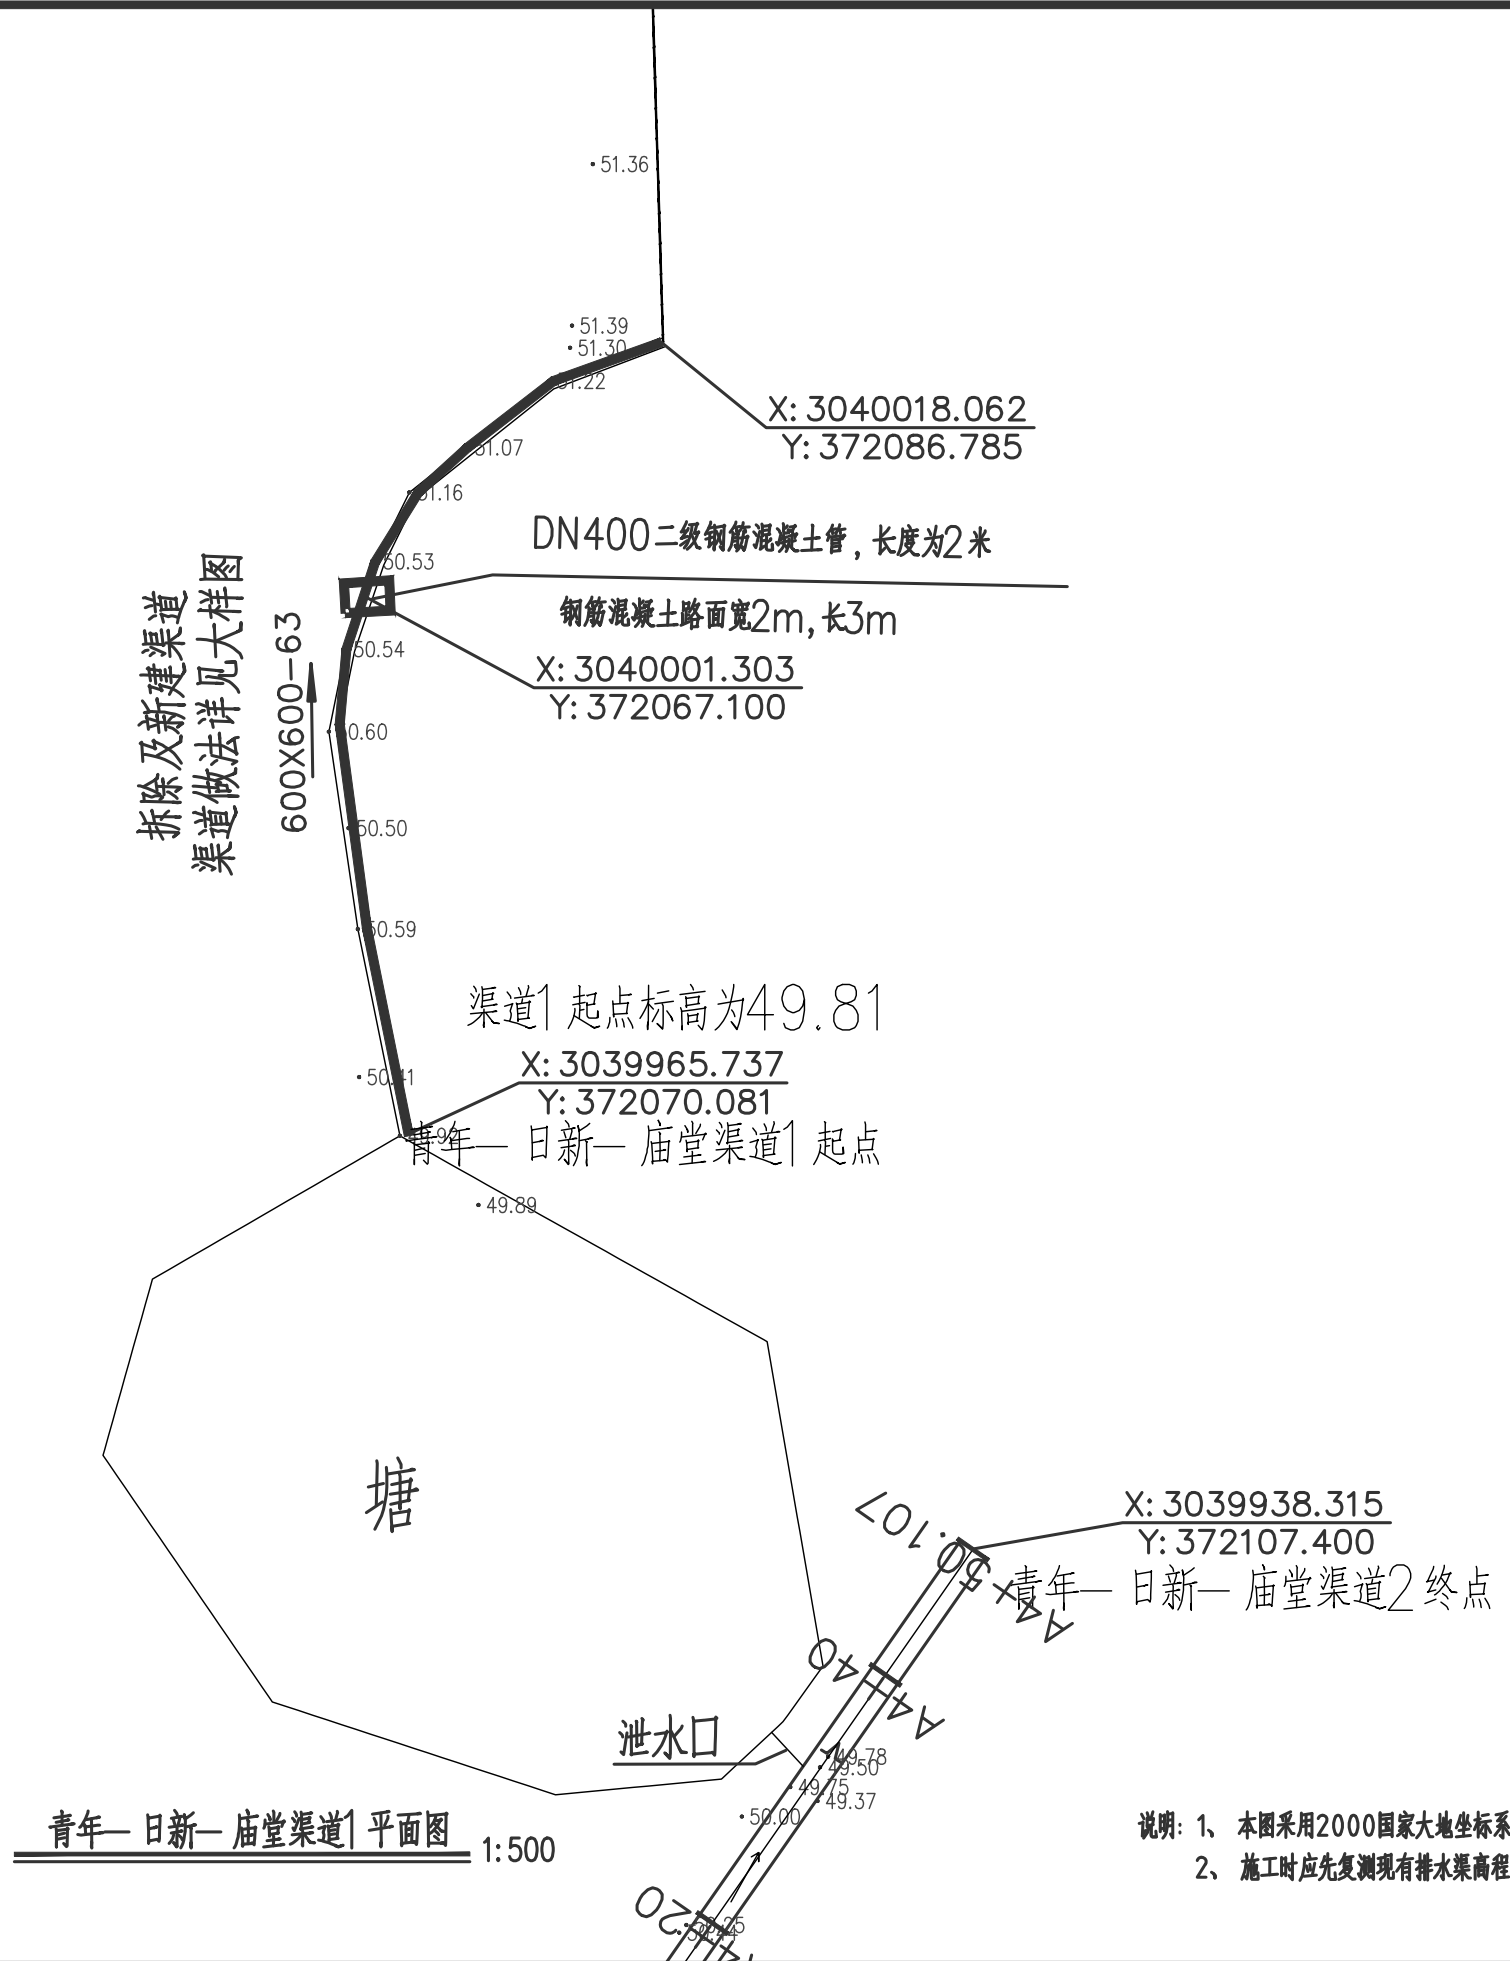 51.36
51.39
51.30
51.22
X: 3040018.062
Y: 372086.785
51.07
51.16
DN400二级钢筋混凝土管，长度为2米
50.53
钢筋混凝土路面宽2m，长3m
拆除及新建渠道
渠道做法详见大样图
600X600-63
50.54
X: 3040001.303
Y: 372067.100
50.60
50.50
50.59
渠道1 起点标高为49.81
X: 3039965.737
Y: 372070.081
50.41
青年— 日新— 庙堂渠道1 起点
49.89
塘
X: 3039938.315
Y: 372107.400
青年— 日新— 庙堂渠道2 终点
A4+50.107
A4+40
泄水口
49.78
49.50
49.75
49.37
50.00
青年— 日新— 庙堂渠道1 平面图 1:500
说明: 1、 本图采用2000国家大地坐标系
2、 施工时应先复测现有排水渠高程